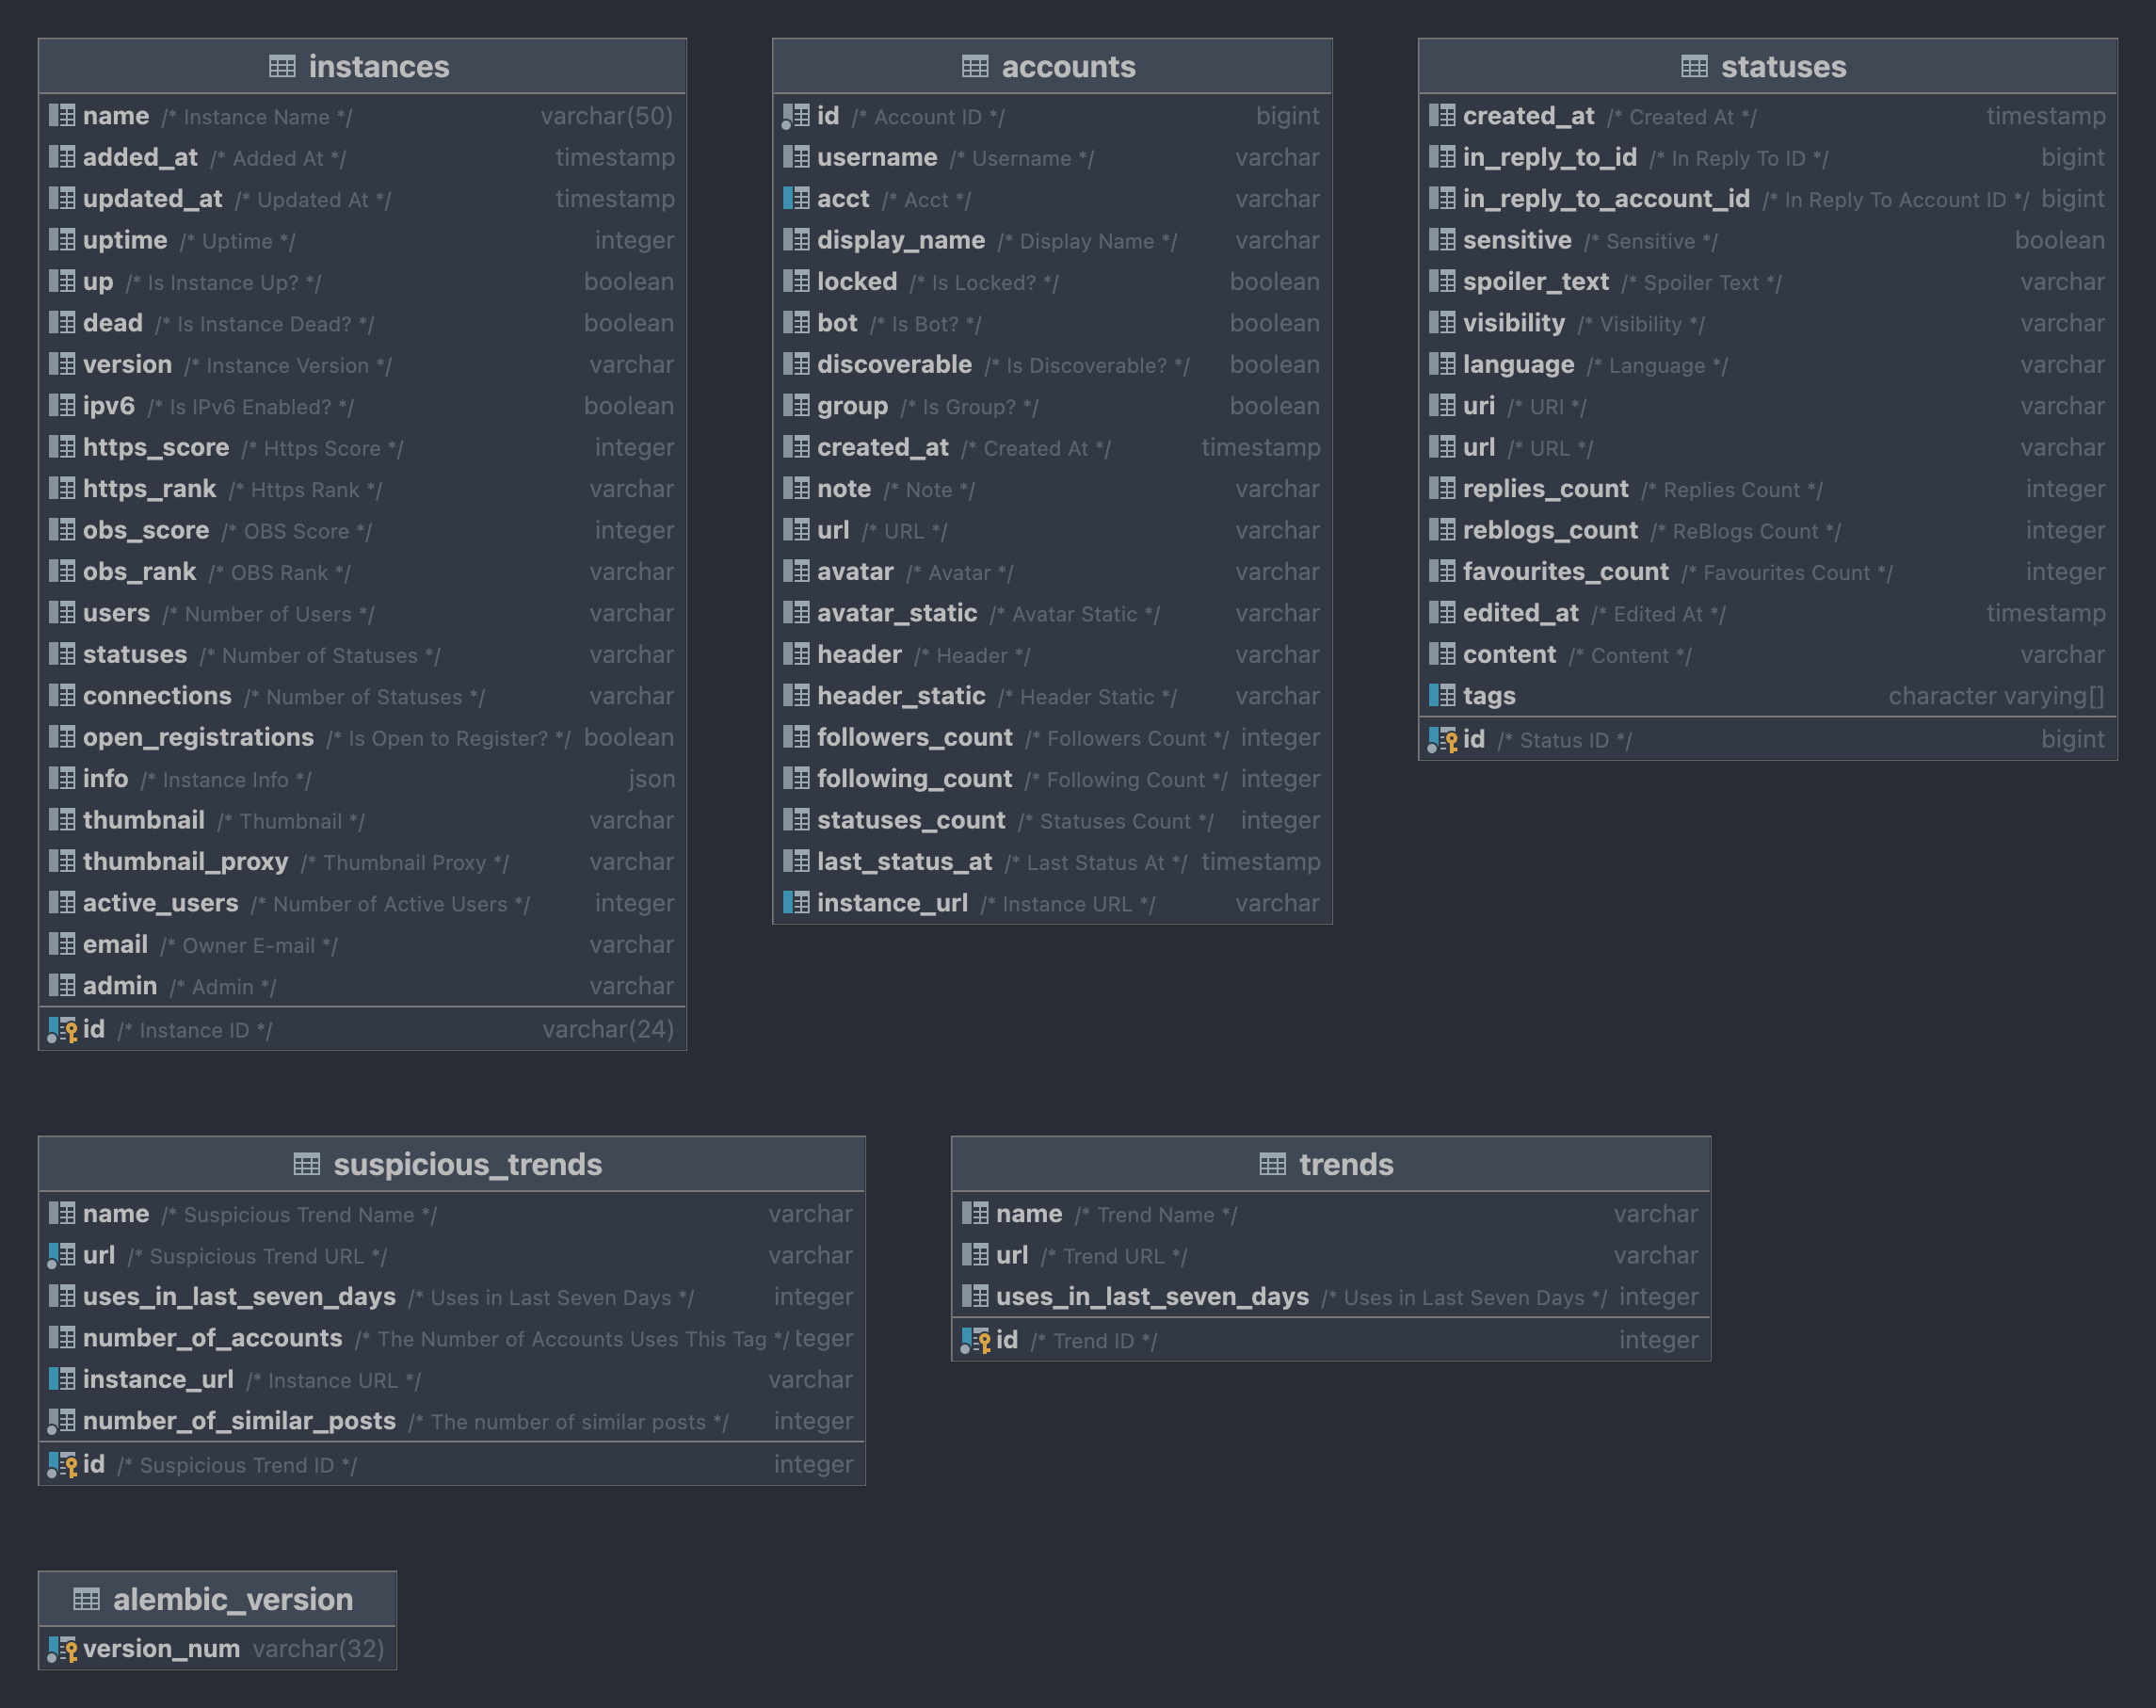 instances
name /* Instance Name */ varchar(50)
added_at /* Added At */ timestamp
updated_at /* Updated At */ timestamp
uptime /* Uptime */ integer
up /* Is Instance Up? */ boolean
dead /* Is Instance Dead? */ boolean
version /* Instance Version */ varchar
ipv6 /* Is IPv6 Enabled? */ boolean
https_score /* Https Score */ integer
https_rank /* Https Rank */ varchar
obs_score /* OBS Score */ integer
obs_rank /* OBS Rank */ varchar
users /* Number of Users */ varchar
statuses /* Number of Statuses */ varchar
connections /* Number of Statuses */ varchar
open_registrations /* Is Open to Register? */ boolean
info /* Instance Info */ json
thumbnail /* Thumbnail */ varchar
thumbnail_proxy /* Thumbnail Proxy */ varchar
active_users /* Number of Active Users */ integer
email /* Owner E-mail */ varchar
admin /* Admin */ varchar
id /* Instance ID */ varchar(24)
accounts
id /* Account ID */ bigint
username /* Username */ varchar
acct /* Acct */ varchar
display_name /* Display Name */ varchar
locked /* Is Locked? */ boolean
bot /* Is Bot? */ boolean
discoverable /* Is Discoverable? */ boolean
group /* Is Group? */ boolean
created_at /* Created At */ timestamp
note /* Note */ varchar
url /* URL */ varchar
avatar /* Avatar */ varchar
avatar_static /* Avatar Static */ varchar
header /* Header */ varchar
header_static /* Header Static */ varchar
followers_count /* Followers Count */ integer
following_count /* Following Count */ integer
statuses_count /* Statuses Count */ integer
last_status_at /* Last Status At */ timestamp
instance_url /* Instance URL */ varchar
statuses
created_at /* Created At */ timestamp
in_reply_to_id /* In Reply To ID */ bigint
in_reply_to_account_id /* In Reply To Account ID */ bigint
sensitive /* Sensitive */ boolean
spoiler_text /* Spoiler Text */ varchar
visibility /* Visibility */ varchar
language /* Language */ varchar
uri /* URI */ varchar
url /* URL */ varchar
replies_count /* Replies Count */ integer
reblogs_count /* ReBlogs Count */ integer
favourites_count /* Favourites Count */ integer
edited_at /* Edited At */ timestamp
content /* Content */ varchar
tags character varying[]
id /* Status ID */ bigint
suspicious_trends
name /* Suspicious Trend Name */ varchar
url /* Suspicious Trend URL */ varchar
uses_in_last_seven_days /* Uses in Last Seven Days */ integer
number_of_accounts /* The Number of Accounts Uses This Tag */ teger
instance_url /* Instance URL */ varchar
number_of_similar_posts /* The number of similar posts */ integer
id /* Suspicious Trend ID */ integer
trends
name /* Trend Name */ varchar
url /* Trend URL */ varchar
uses_in_last_seven_days /* Uses in Last Seven Days */ integer
id /* Trend ID */ integer
alembic_version
version_num varchar(32)